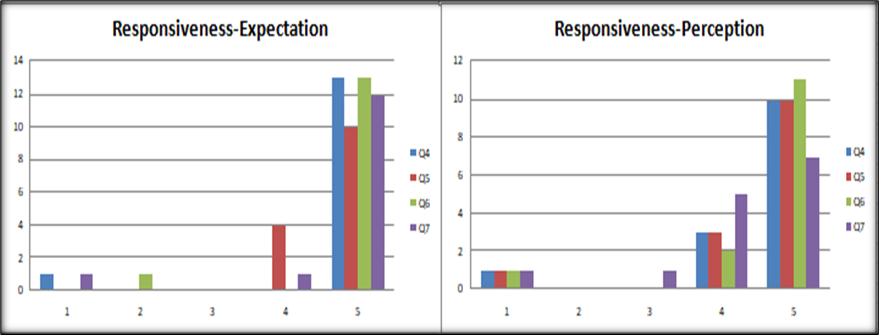 Responsiveness-Expectation
14
12
10
8
6
4
2
0
1 2 3 4 5
Q4
Q5
Q6
Q7
Responsiveness-Perception
12
10
8
6
4
2
0
1 2 3 4 5
Q4
Q5
Q6
Q7